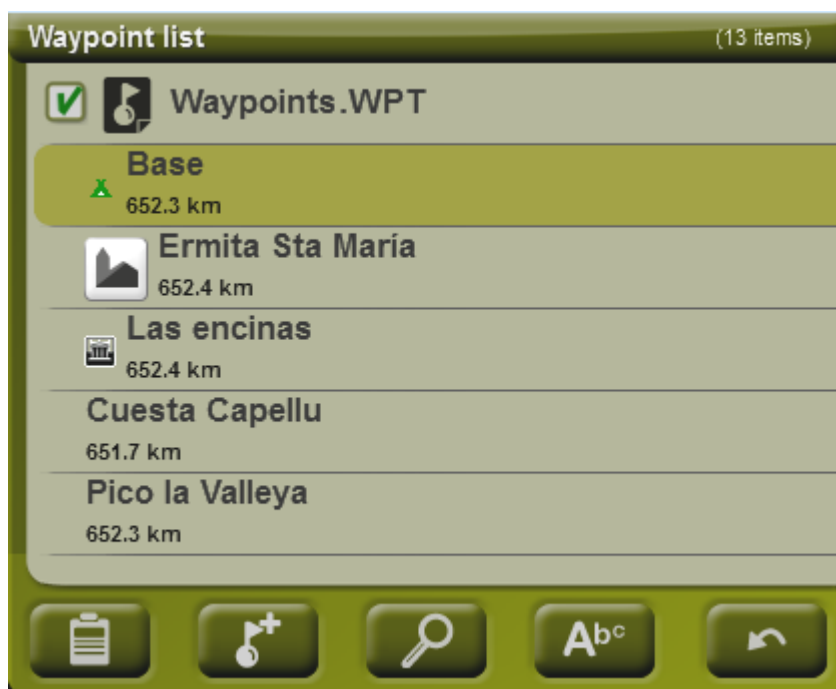 Waypoint list
(13 items)
Waypoints.WPT
Base
652.3 km
Ermita Sta María
652.4 km
Las encinas
652.4 km
Cuesta Capellu
651.7 km
Pico la Valleya
652.3 km
Abc